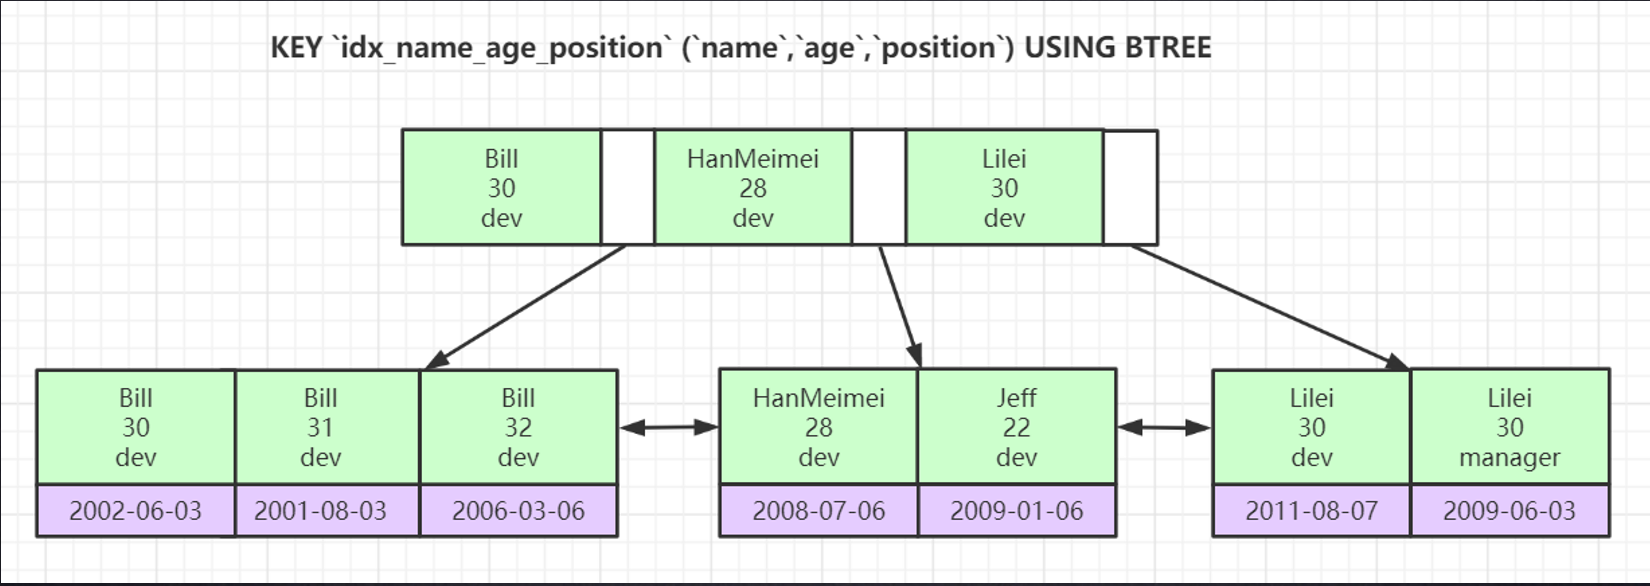 KEY `idx_name_age_position` (`name`,`age`,`position`) USING BTREE
Bill
30
dev
HanMeimei
28
dev
Lilei
30
dev
Bill
30
dev
2002-06-03
Bill
31
dev
2001-08-03
Bill
32
dev
2006-03-06
HanMeimei
28
dev
2008-07-06
Jeff
22
dev
2009-01-06
Lilei
30
dev
2011-08-07
Lilei
30
manager
2009-06-03